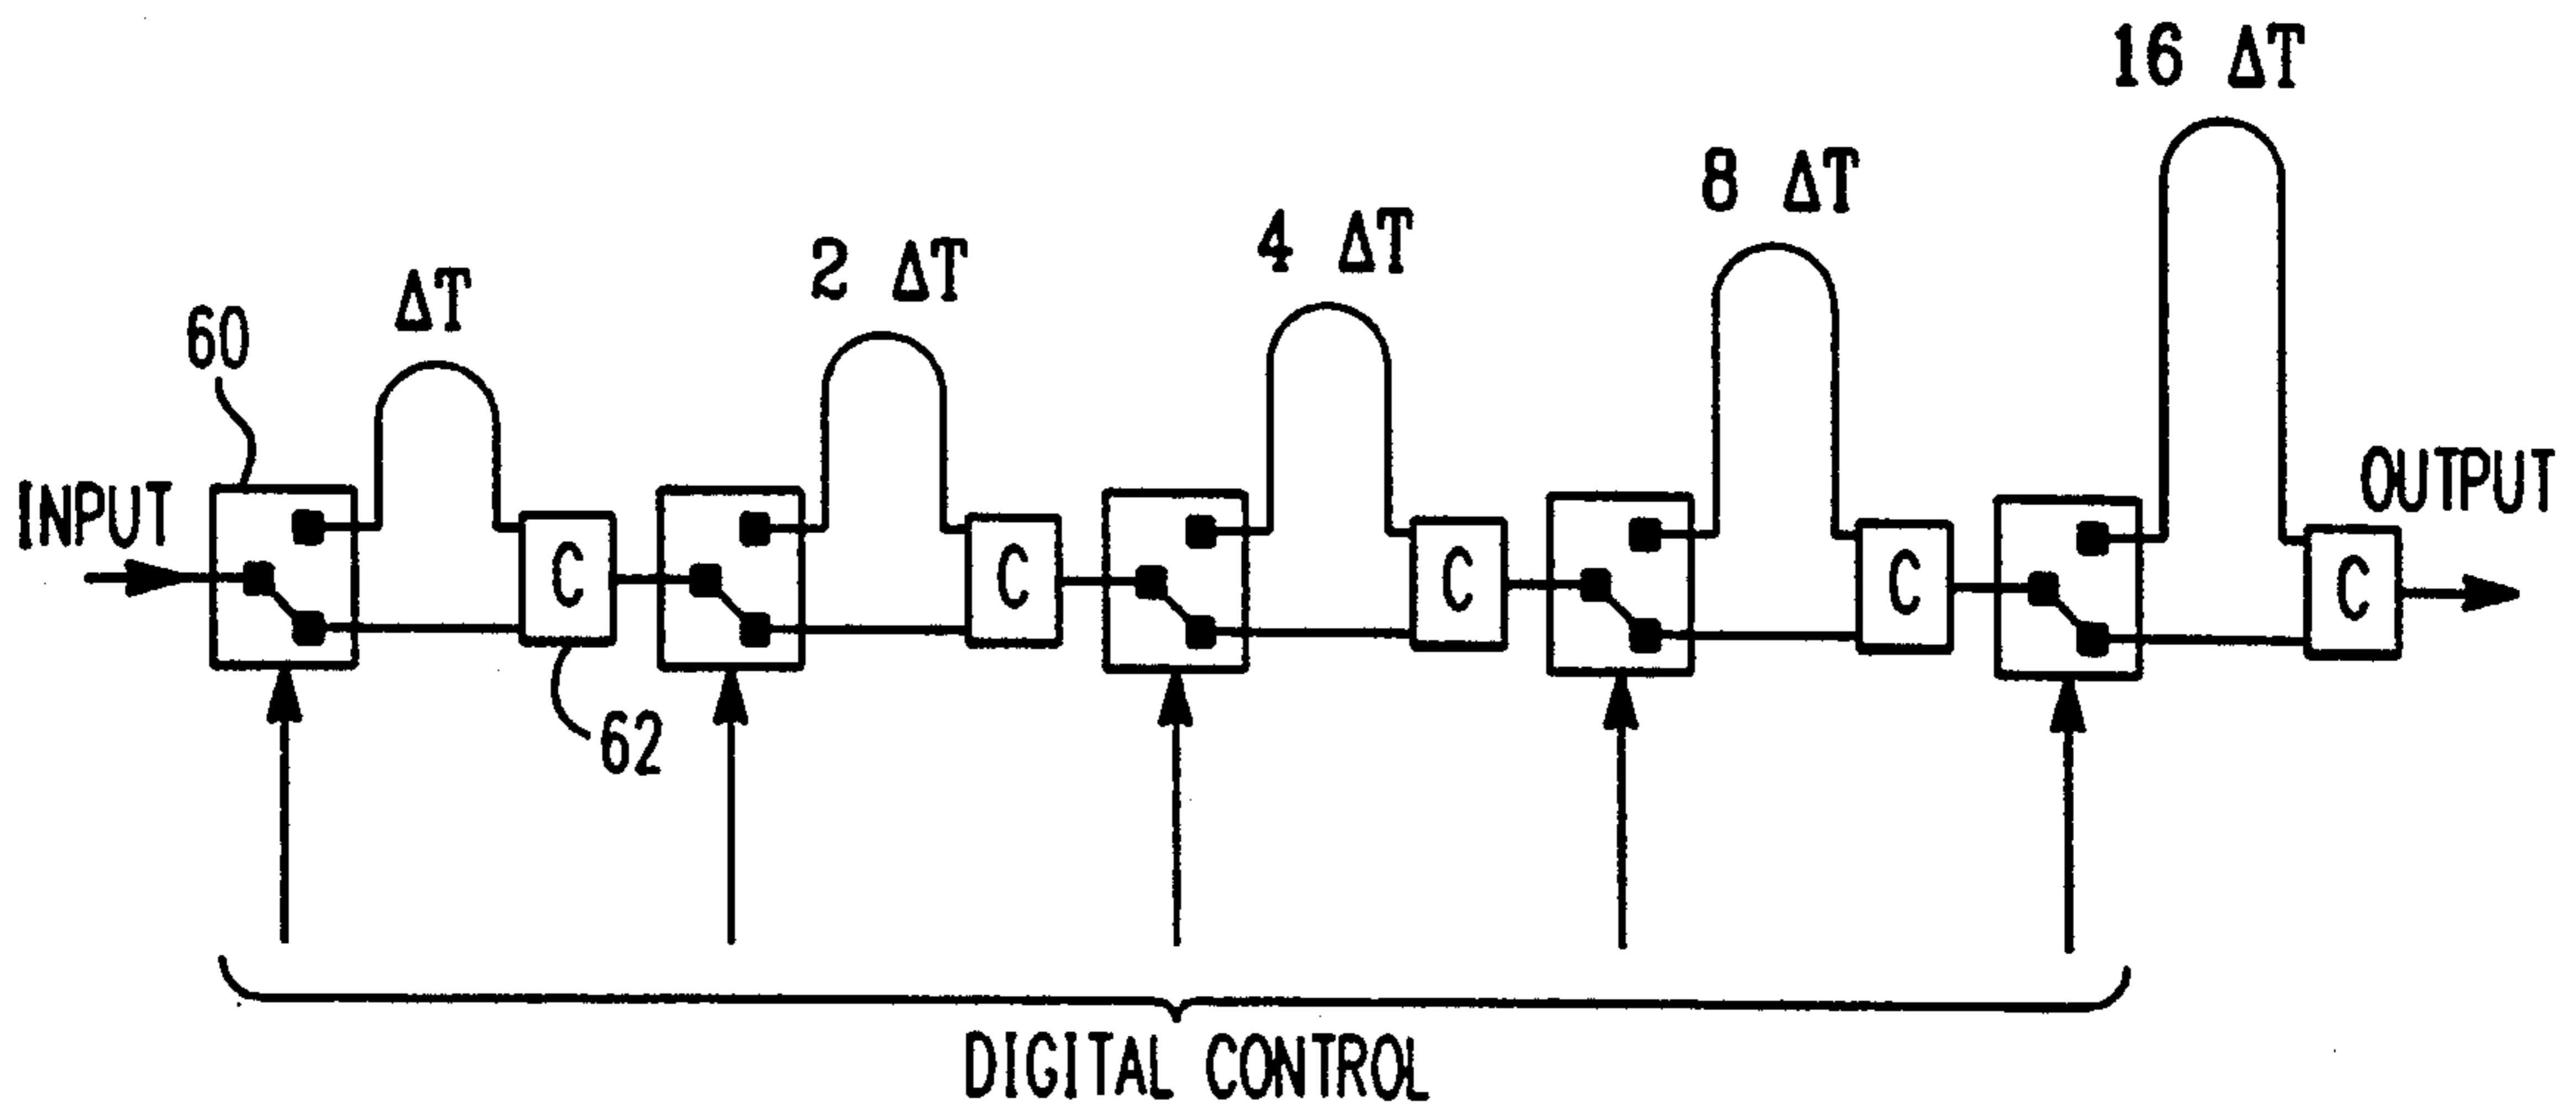 16 ΔT
8 ΔT
4 ΔT
2 ΔT
ΔT
60
INPUT
OUTPUT
C
C
C
C
C
62
DIGITAL CONTROL